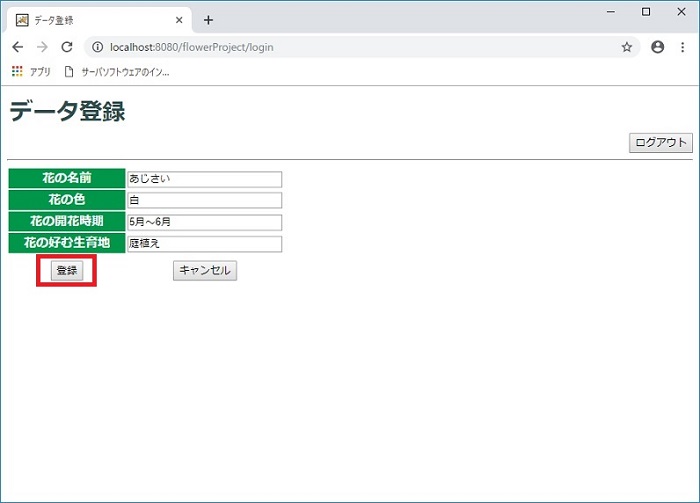 データ登録
localhost:8080/flowerProject/login
アプリ サーバソフトウェアのイン...
データ登録
ログアウト
花の名前 あじさい
花の色 白
花の開花時期 5月～6月
花の好む生育地 庭植え
登録 キャンセル